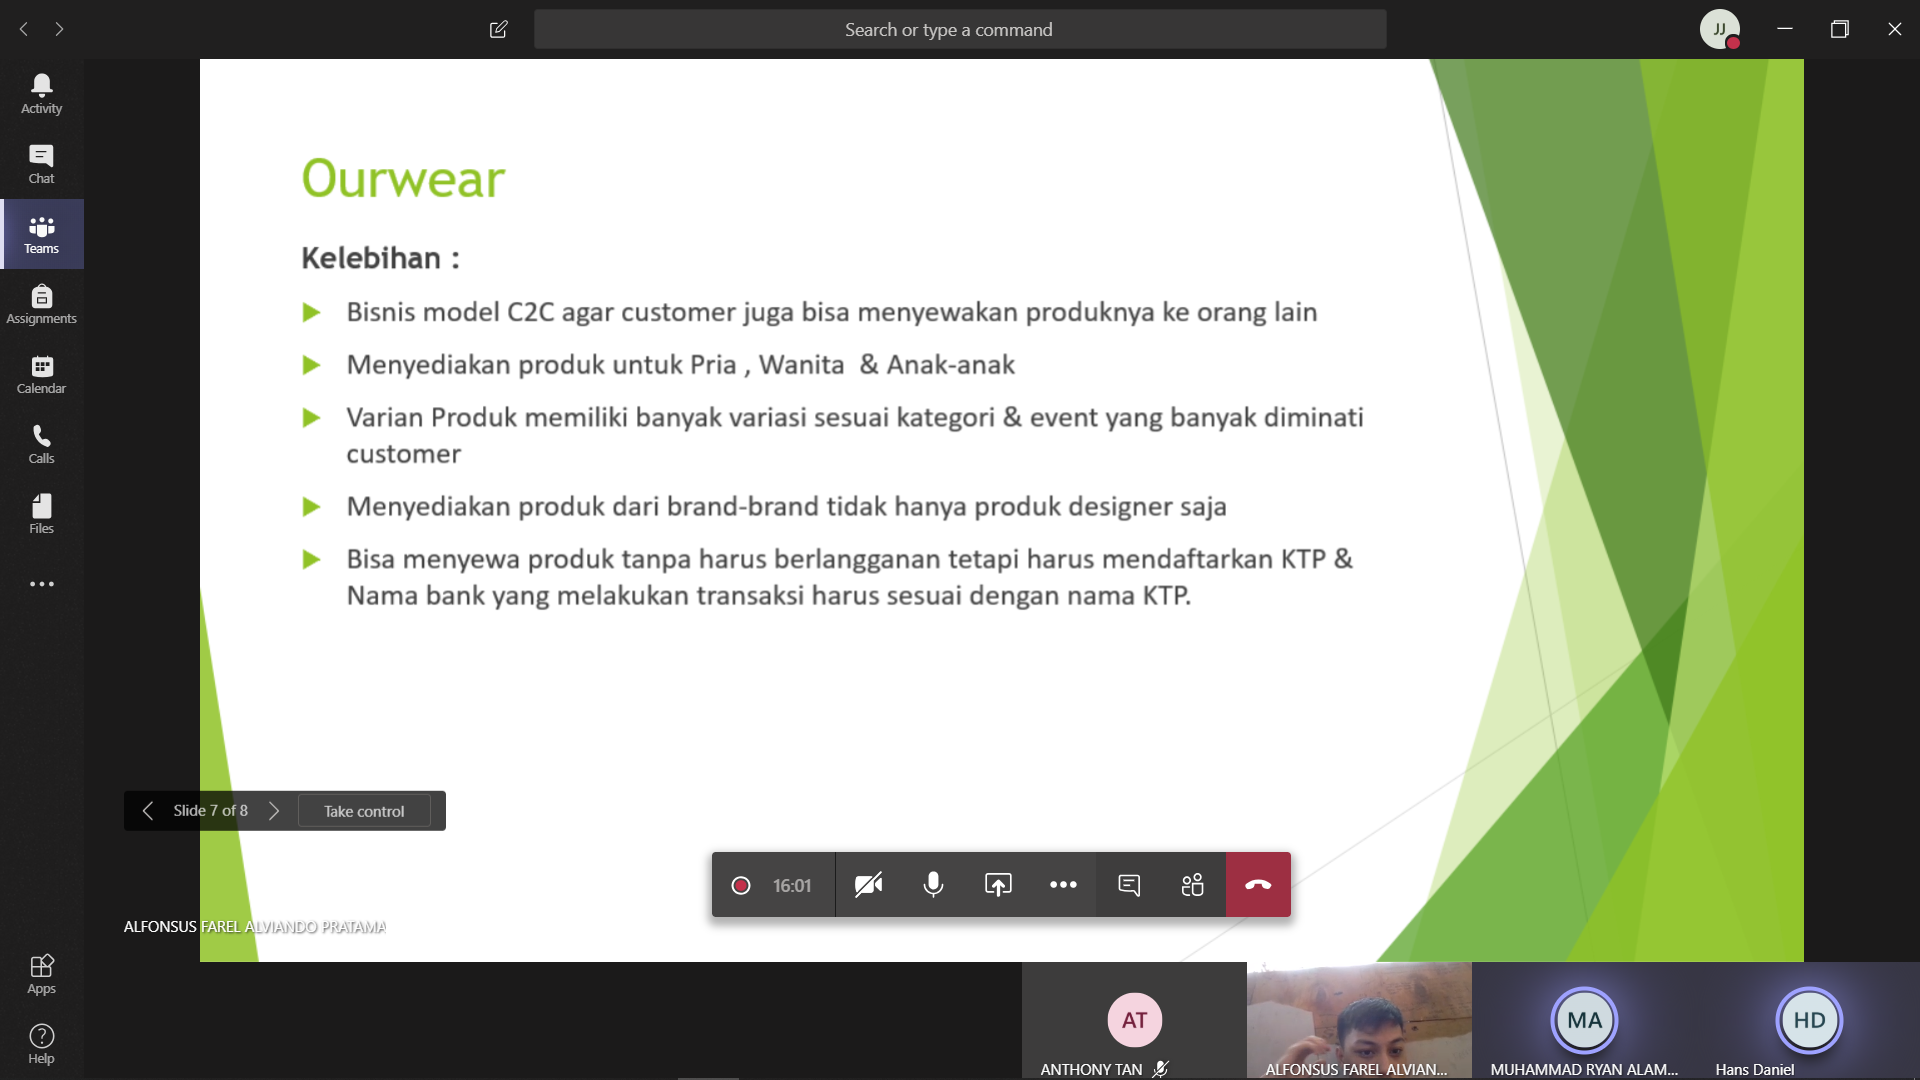 Search or type a command
JJ
Activity
Chat
Teams
Assignments
Calendar
Calls
Files
Apps
Help
Ourwear
Kelebihan :
Bisnis model C2C agar customer juga bisa menyewakan produknya ke orang lain
Menyediakan produk untuk Pria , Wanita & Anak-anak
Varian Produk memiliki banyak variasi sesuai kategori & event yang banyak diminati
customer
Menyediakan produk dari brand-brand tidak hanya produk designer saja
Bisa menyewa produk tanpa harus berlangganan tetapi harus mendaftarkan KTP &
Nama bank yang melakukan transaksi harus sesuai dengan nama KTP.
Slide 7 of 8
Take control
16:01
ALFONSUS FAREL ALVIANDO PRATAMA
AT
ANTHONY TAN
ALFONSUS FAREL ALVIAN...
MA
MUHAMMAD RYAN ALAM...
HD
Hans Daniel